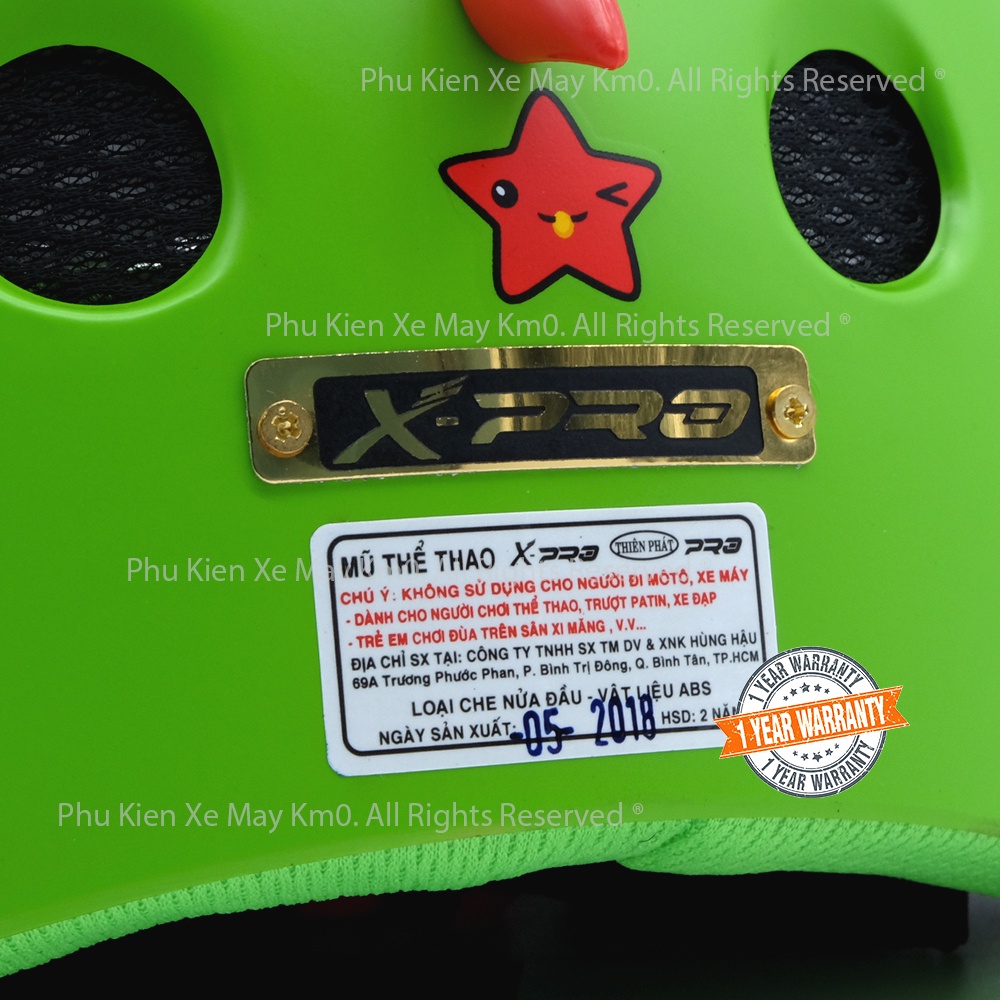 Phu Kien Xe May Km0. All Rights Reserved ®
Phu Kien Xe May Km0. All Rights Reserved ®
X-PRO
MŨ THỂ THAO X-PRO THIÊN PHÁT PRO
Phu Kien Xe May Km0. All Rights Reserved
CHÚ Ý: KHÔNG SỬ DỤNG CHO NGƯỜI ĐI MÔTÔ, XE MÁY
- DÀNH CHO NGƯỜI CHƠI THỂ THAO, TRƯỢT PATIN, XE ĐẠP
- TRẺ EM CHƠI ĐÙA TRÊN SÂN XI MĂNG , V.V...
ĐỊA CHỈ SX TẠI: CÔNG TY TNHH SX TM DV & XNK HÙNG HẬU
69A Trương Phước Phan, P. Bình Trị Đông, Q. Bình Tân, TP.HCM
LOẠI CHE NỬA ĐẦU - VẬT LIỆU ABS
NGÀY SẢN XUẤT: -05- 2018 HSD: 2 NĂM
1 YEAR WARRANTY
1 YEAR WARRANTY
1 YEAR WARRANTY
Phu Kien Xe May Km0. All Rights Reserved ®